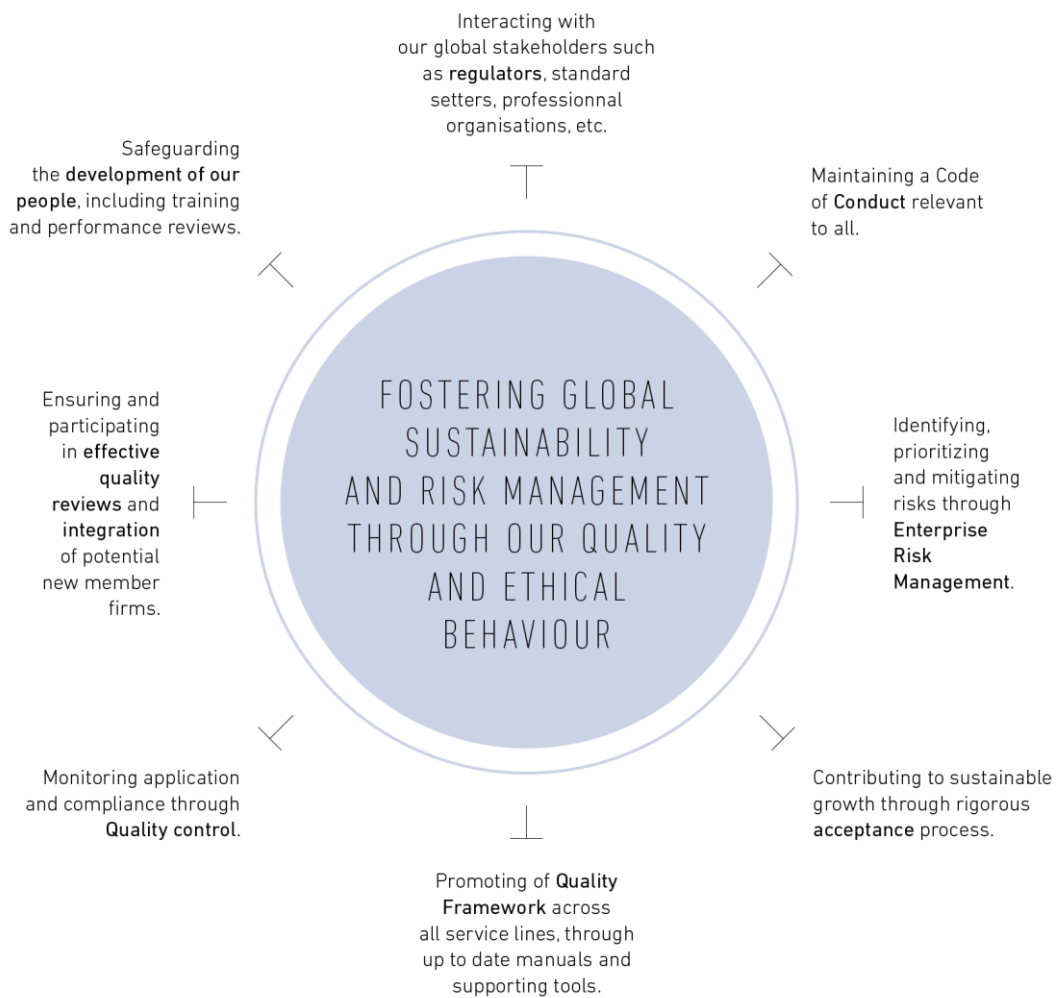 Interacting with
our global stakeholders such
as regulators, standard
setters, professionnal
organisations, etc.
Safeguarding
the development of our
people, including training
and performance reviews.
Maintaining a Code
of Conduct relevant
to all.
Ensuring and
participating
in effective
quality
reviews and
integration
of potential
new member
firms.
FOSTERING GLOBAL
SUSTAINABILITY
AND RISK MANAGEMENT
THROUGH OUR QUALITY
AND ETHICAL
BEHAVIOUR
Identifying,
prioritizing
and mitigating
risks through
Enterprise
Risk
Management.
Monitoring application
and compliance through
Quality control.
Contributing to sustainable
growth through rigorous
acceptance process.
Promoting of Quality
Framework across
all service lines, through
up to date manuals and
supporting tools.